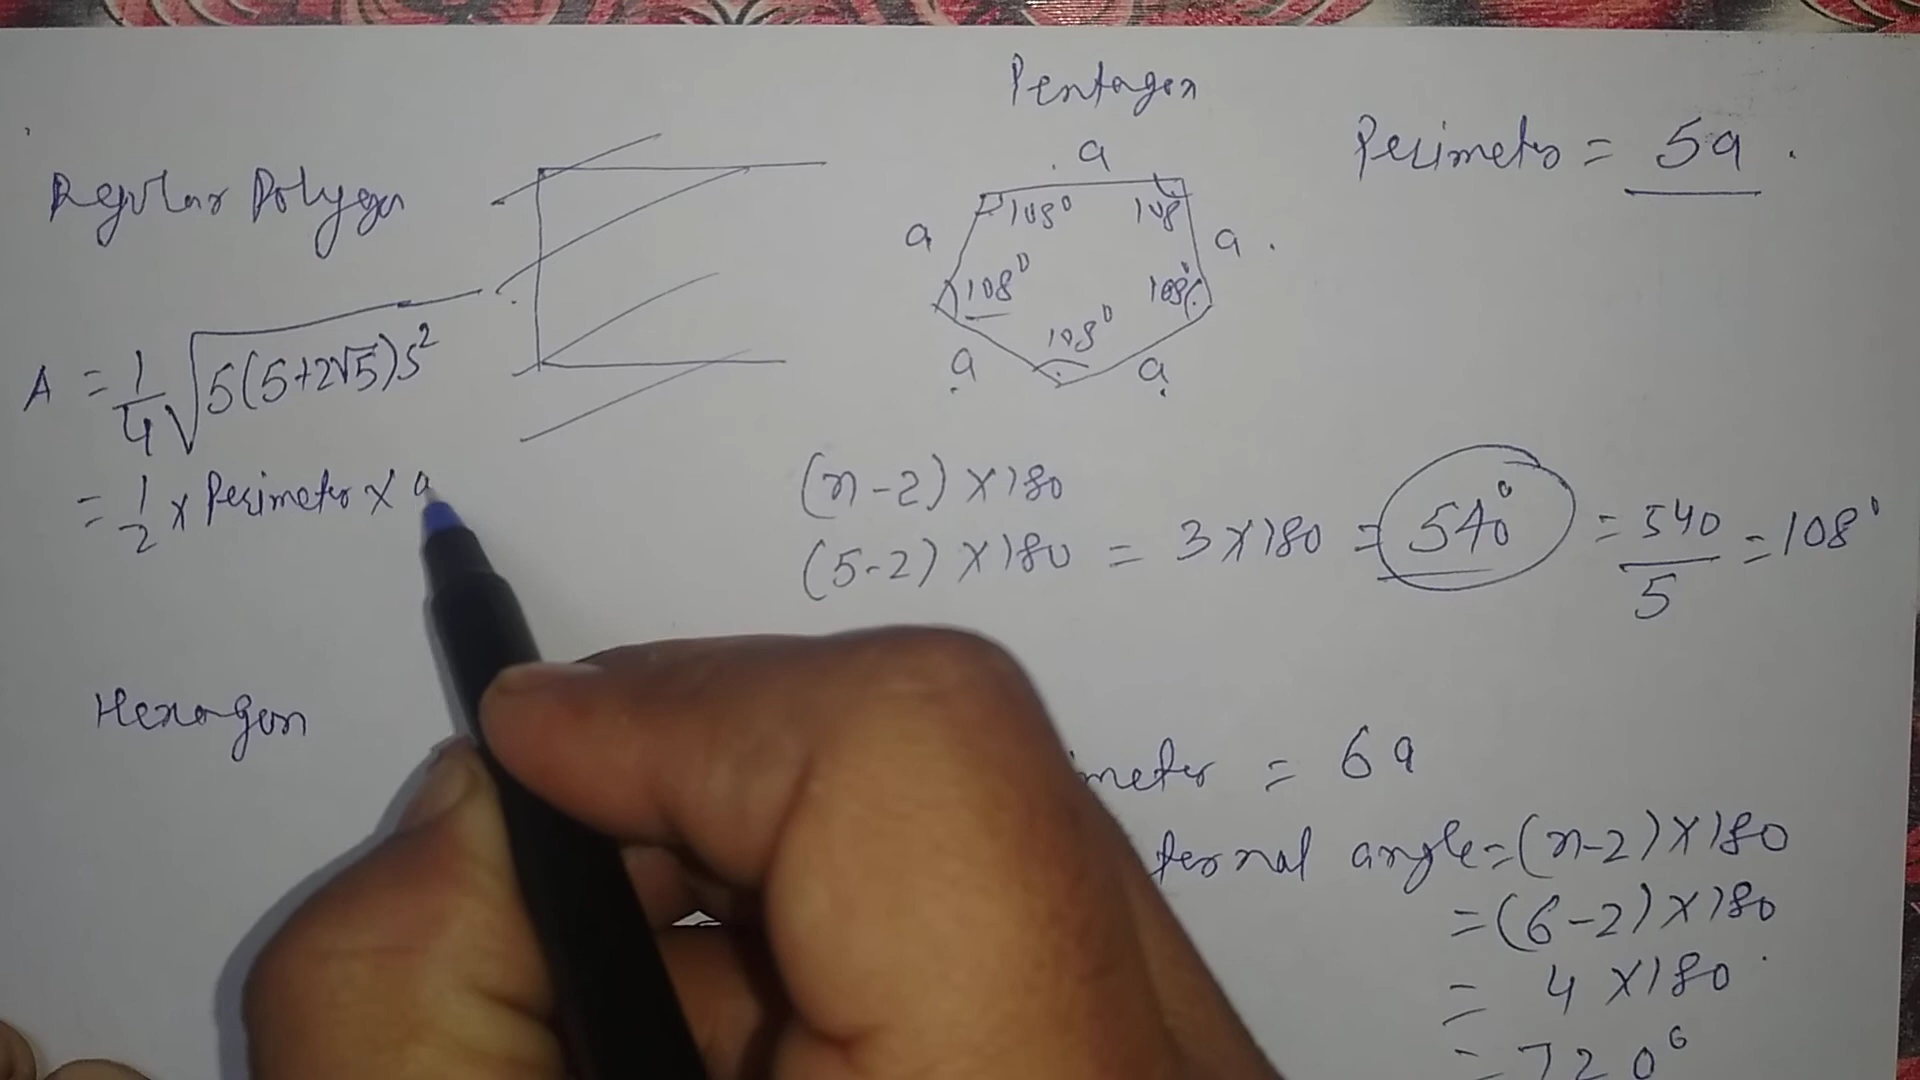 Pentagon
Regular Polygon
a
Perimeter = 5a .
108° 108
a a .
108° 108°
108°
a a
A = 1/4 √5(5+2√5)s²
= 1/2 x Perimeter x a
(n-2) x 180
(5-2) x 180 = 3 x 180 = 540° = 540/5 = 108°
Hexagon
meter = 6a
ternal angle = (n-2) x 180
= (6-2) x 180
= 4 x 180
= 720°